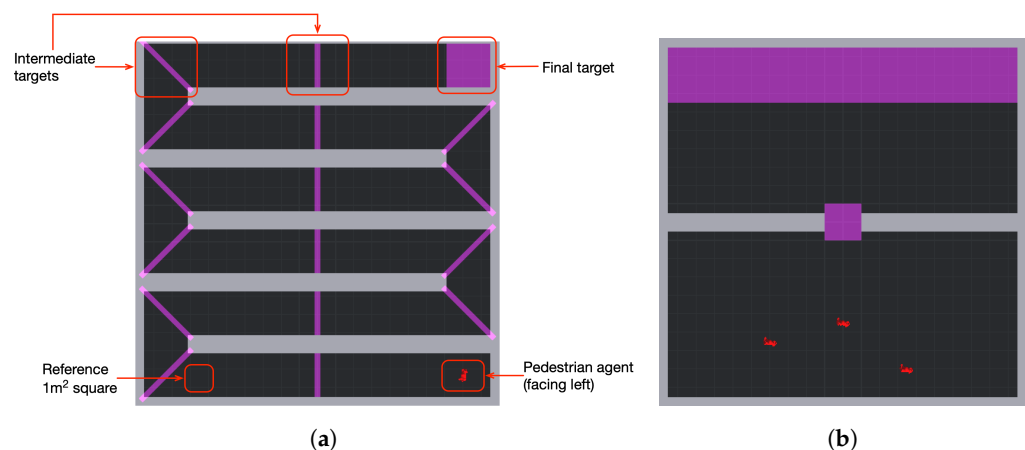 Intermediate
targets
Final target
Reference
1m² square
Pedestrian agent
(facing left)
(a)
(b)